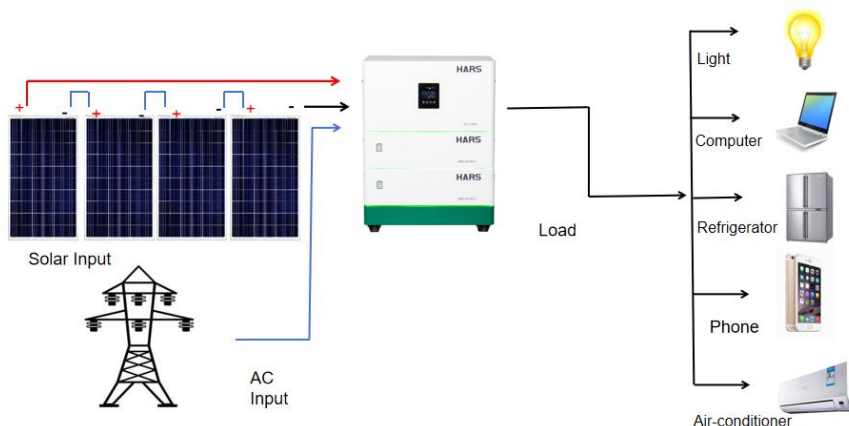 Light
HARS
+
-
+
-
+
-
+
-
Computer
HARS
HARS
Refrigerator
Load
Solar Input
Phone
AC
Input
Air-conditioner